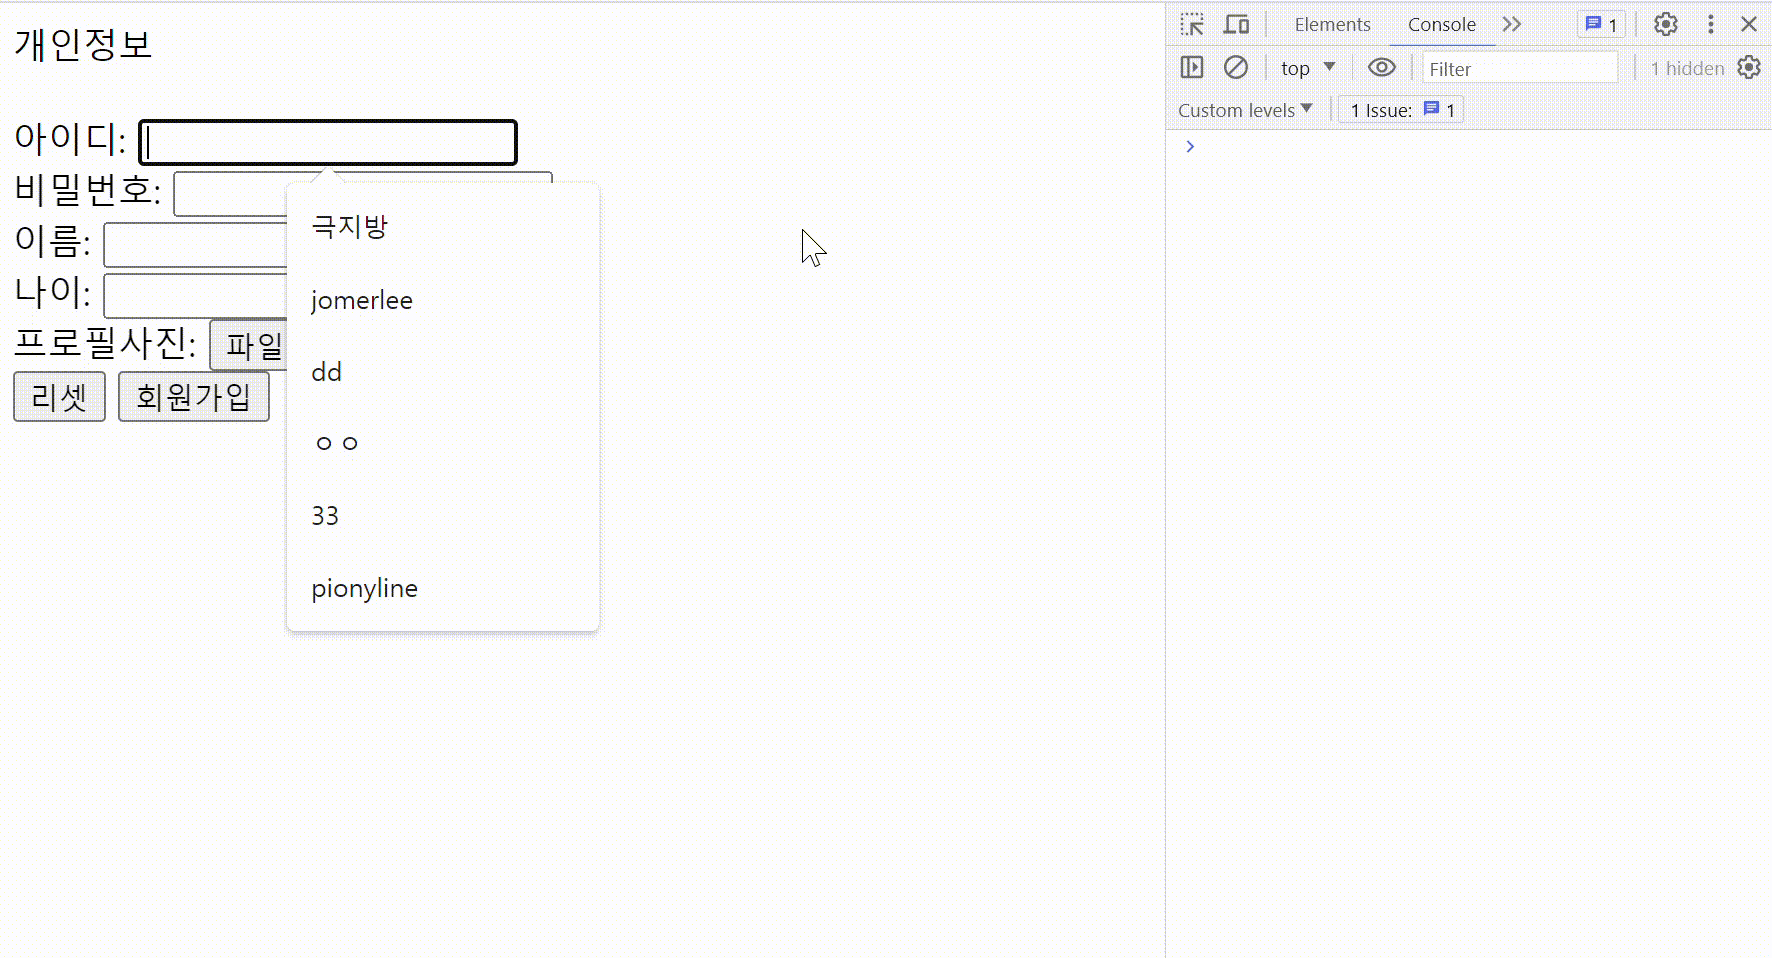 개인정보
아이디:
비밀번호:
이름:
나이:
프로필사진: 파일
리셋 회원가입
극지방
jomerlee
dd
ㅇㅇ
33
pionyline
Elements Console 1
top Filter 1 hidden
Custom levels 1 Issue: 1